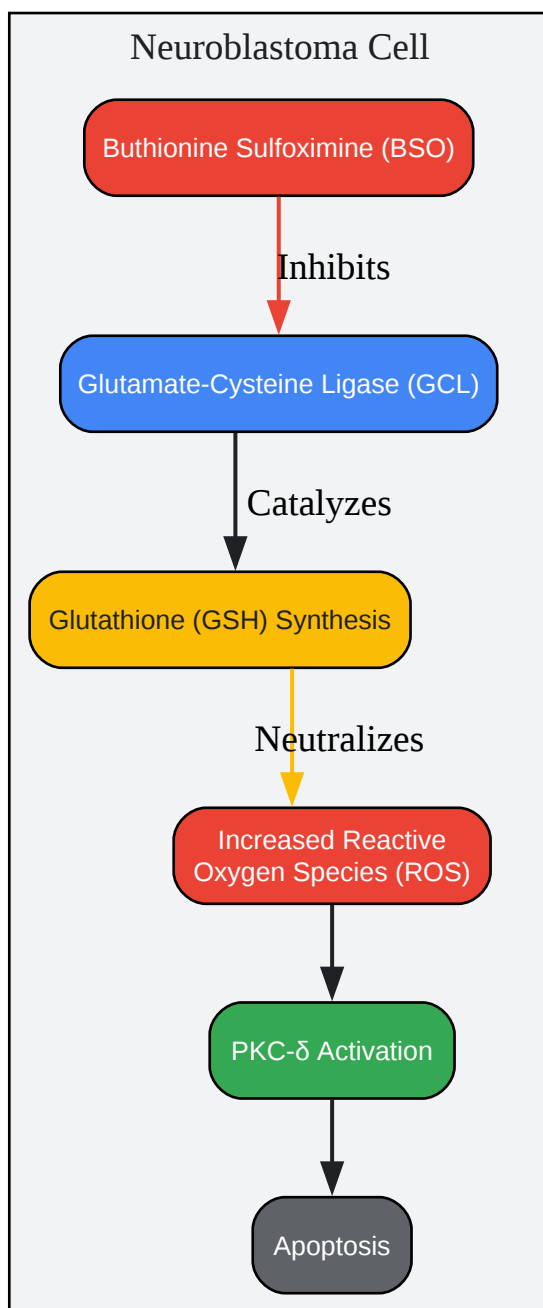 Neuroblastoma Cell
Buthionine Sulfoximine (BSO)
Inhibits
Glutamate-Cysteine Ligase (GCL)
Catalyzes
Glutathione (GSH) Synthesis
Neutralizes
Increased Reactive
Oxygen Species (ROS)
PKC-δ Activation
Apoptosis